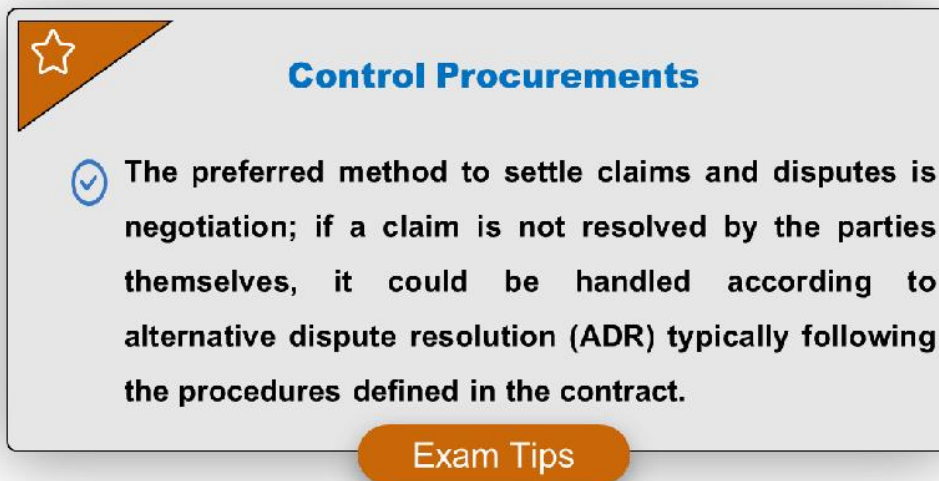 Control Procurements
The preferred method to settle claims and disputes is
negotiation; if a claim is not resolved by the parties
themselves, it could be handled according to
alternative dispute resolution (ADR) typically following
the procedures defined in the contract.
Exam Tips